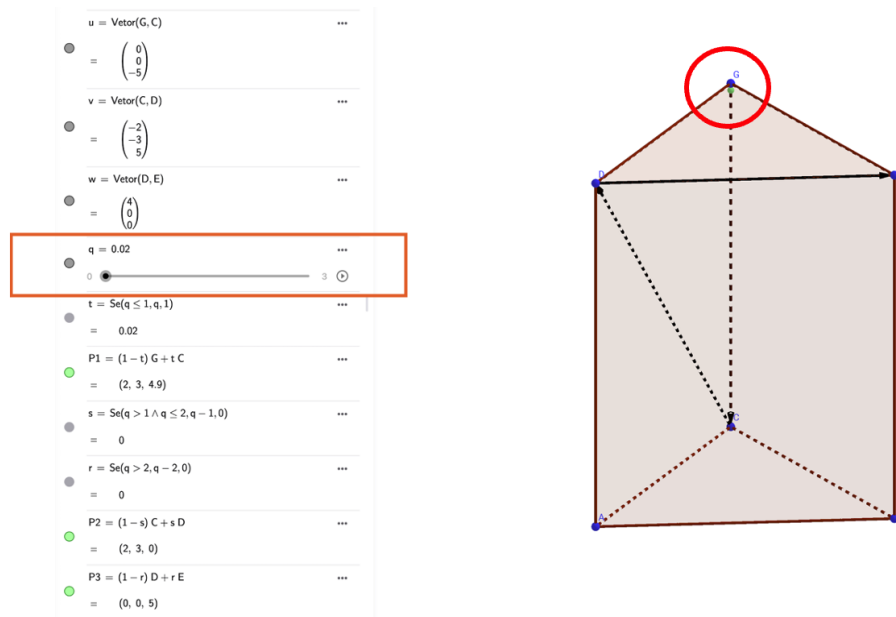 u = Vetor(G, C)
= (0 0 −5)
v = Vetor(C, D)
= (−2 −3 5)
w = Vetor(D, E)
= (4 0 0)
q = 0.02
0 3
t = Se(q ≤ 1, q, 1)
= 0.02
P1 = (1 − t) G + t C
= (2, 3, 4.9)
s = Se(q > 1 ∧ q ≤ 2, q − 1, 0)
= 0
r = Se(q > 2, q − 2, 0)
= 0
P2 = (1 − s) C + s D
= (2, 3, 0)
P3 = (1 − r) D + r E
= (0, 0, 5)
G
D
C
A